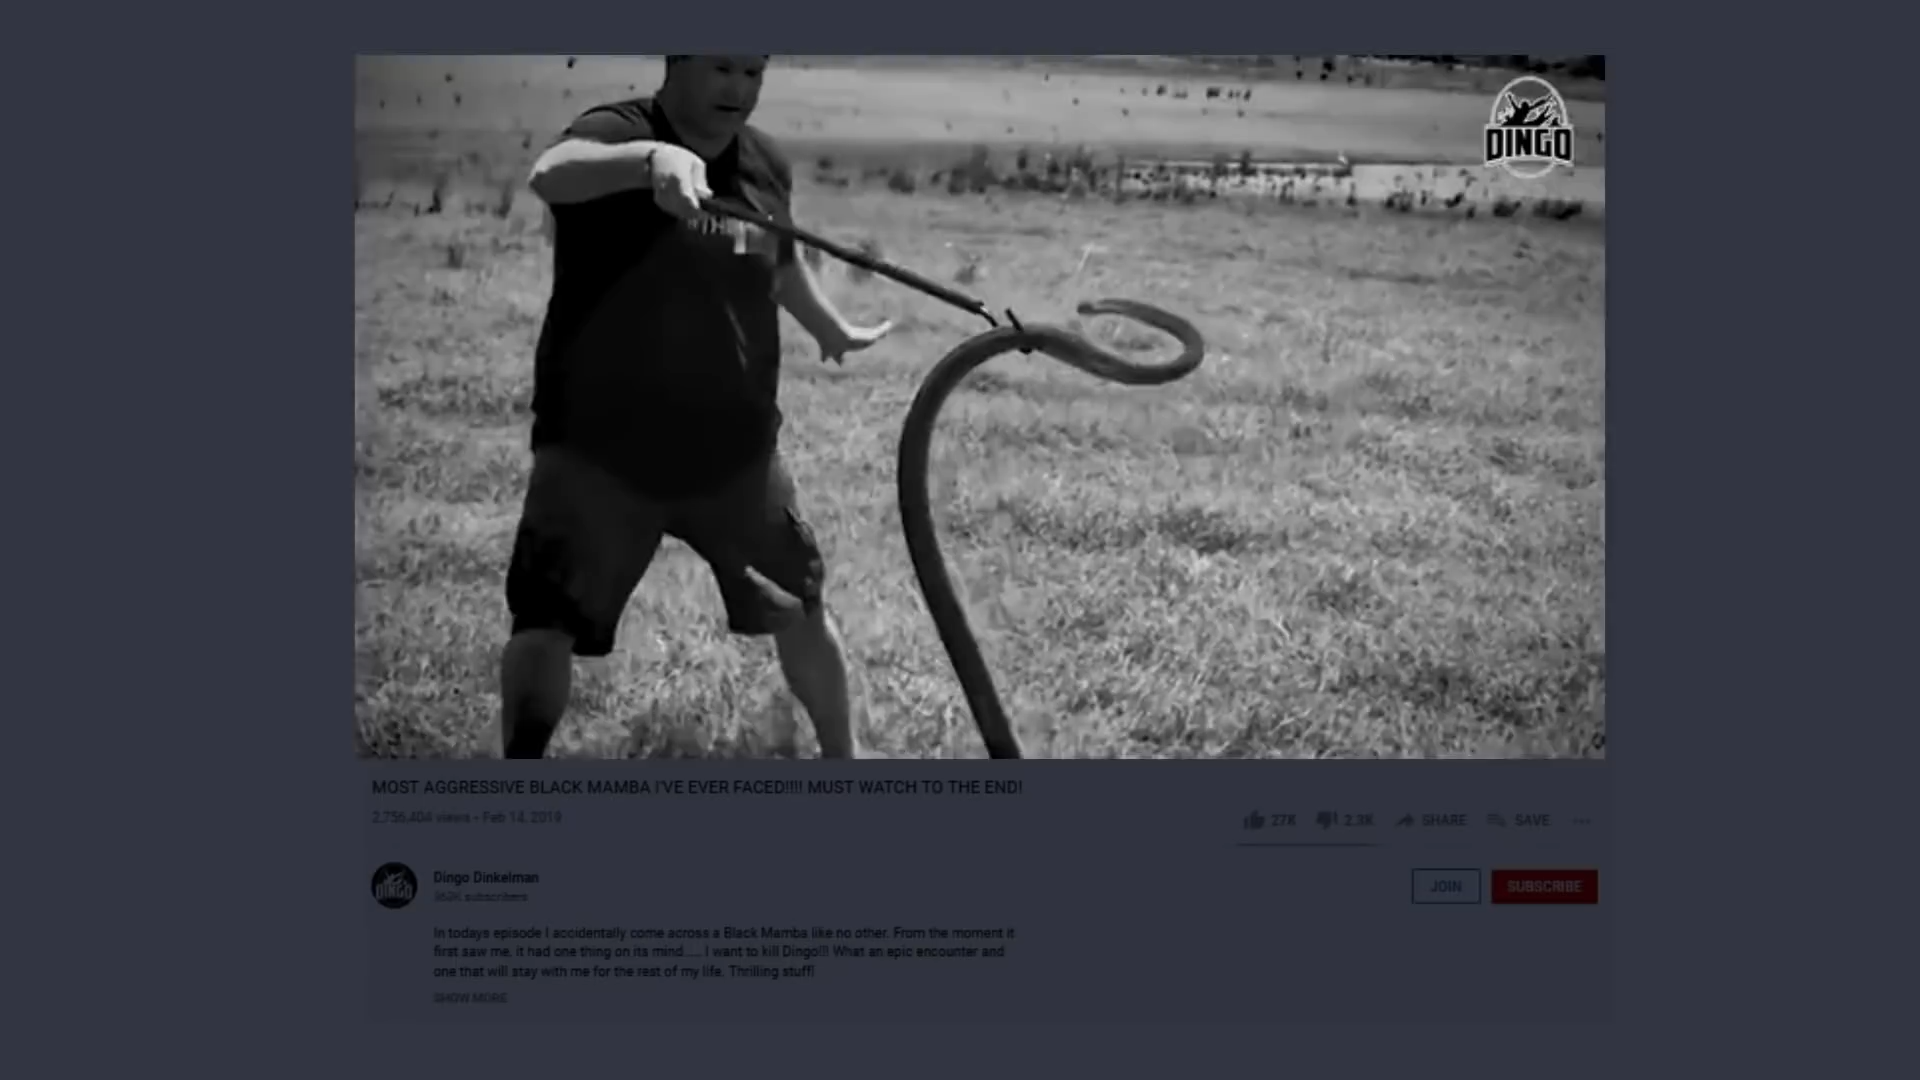 DINGO
#THE
MOST AGGRESSIVE BLACK MAMBA I'VE EVER FACED!!!! MUST WATCH TO THE END!
2,756,404 views • Feb 14, 2019
27K 2.3K SHARE SAVE
DINGO
Dingo Dinkelman
362K subscribers
JOIN
SUBSCRIBE
In todays episode I accidentally come across a Black Mamba like no other. From the moment it
first saw me, it had one thing on its mind..... I want to kill Dingo!!! What an epic encounter and
one that will stay with me for the rest of my life. Thrilling stuff!
SHOW MORE